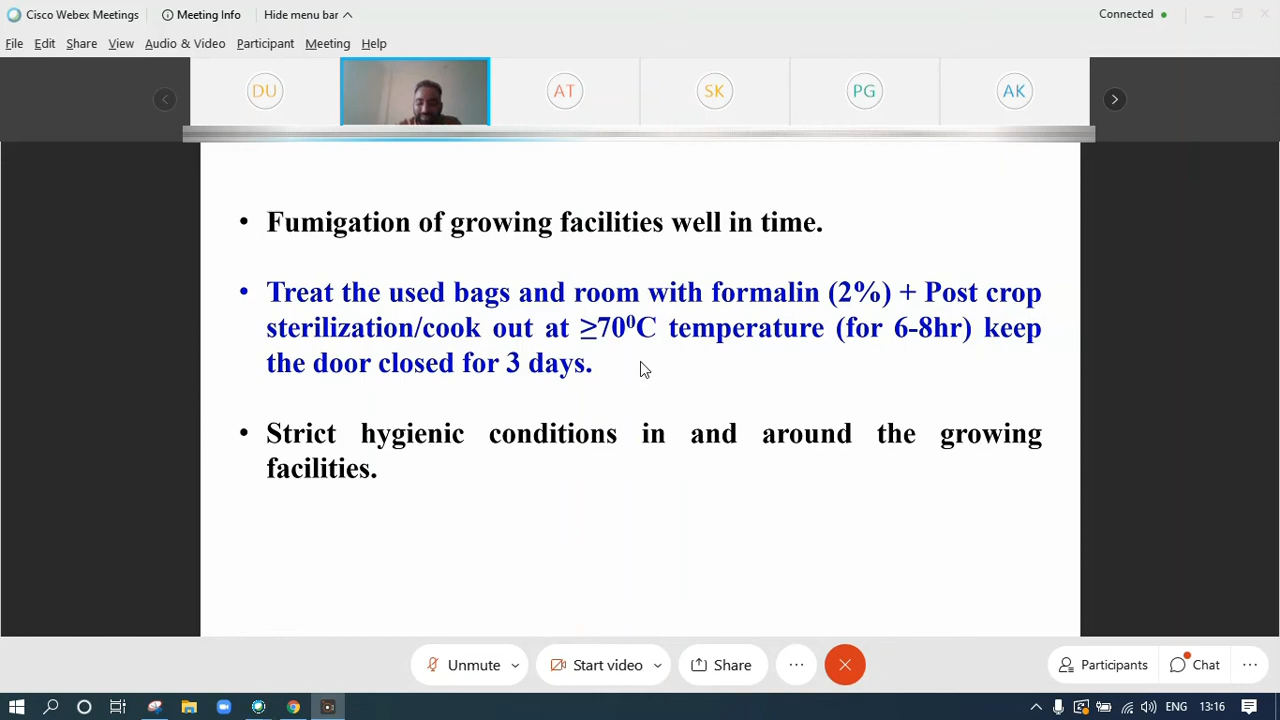 Cisco Webex Meetings Meeting Info Hide menu bar Connected
File Edit Share View Audio & Video Participant Meeting Help
DU AT SK PG AK
• Fumigation of growing facilities well in time.
• Treat the used bags and room with formalin (2%) + Post crop
sterilization/cook out at ≥70⁰C temperature (for 6-8hr) keep
the door closed for 3 days.
• Strict hygienic conditions in and around the growing
facilities.
Unmute Start video Share Participants Chat
ENG 13:16